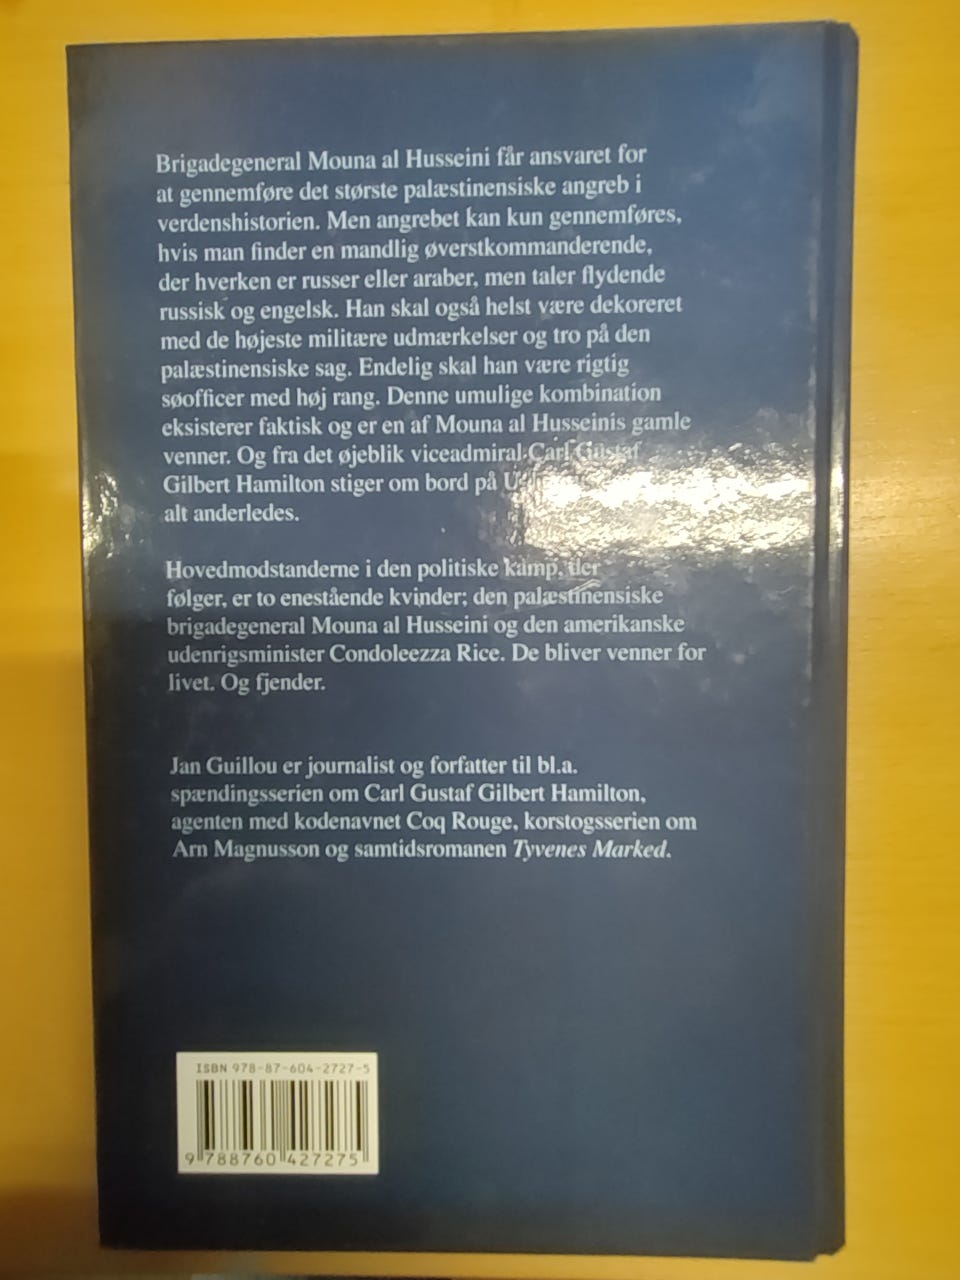 Brigadegeneral Mouna al Husseini får ansvaret for
at gennemføre det største palæstinensiske angreb i
verdenshistorien. Men angrebet kan kun gennemføres,
hvis man finder en mandlig øverstkommanderende,
der hverken er russer eller araber, men taler flydende
russisk og engelsk. Han skal også helst være dekoreret
med de højeste militære udmærkelser og tro på den
palæstinensiske sag. Endelig skal han være rigtig
søofficer med høj rang. Denne umulige kombination
eksisterer faktisk og er en af Mouna al Husseinis gamle
venner. Og fra det øjeblik viceadmiral Carl Gustaf
Gilbert Hamilton stiger om bord på
alt anderledes.
Hovedmodstanderne i den politiske kamp, der
følger, er to enestående kvinder; den palæstinensiske
brigadegeneral Mouna al Husseini og den amerikanske
udenrigsminister Condoleezza Rice. De bliver venner for
livet. Og fjender.
Jan Guillou er journalist og forfatter til bl.a.
spændingsserien om Carl Gustaf Gilbert Hamilton,
agenten med kodenavnet Coq Rouge, korstogsserien om
Arn Magnusson og samtidsromanen Tyvenes Marked.
ISBN 978-87-604-2727-5
9 788760 427275